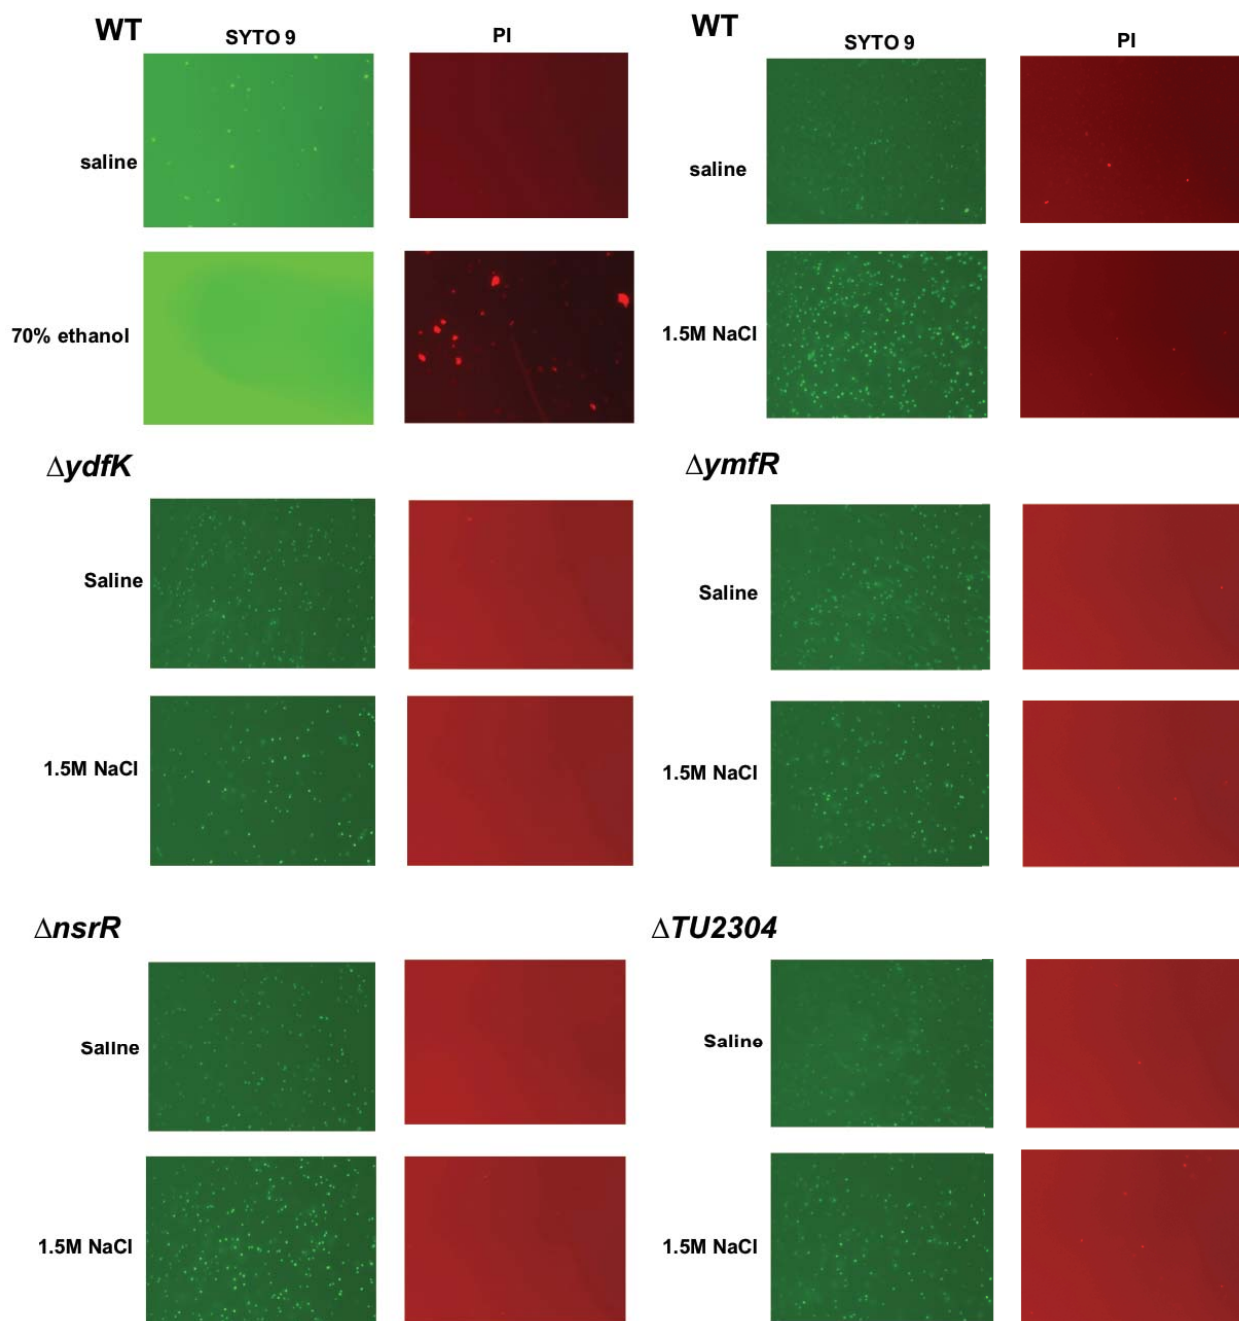 WT
SYTO 9
PI
saline
70% ethanol
WT
SYTO 9
PI
saline
1.5M NaCl
ΔydfK
Saline
1.5M NaCl
ΔymfR
Saline
1.5M NaCl
ΔnsrR
Saline
1.5M NaCl
ΔTU2304
Saline
1.5M NaCl